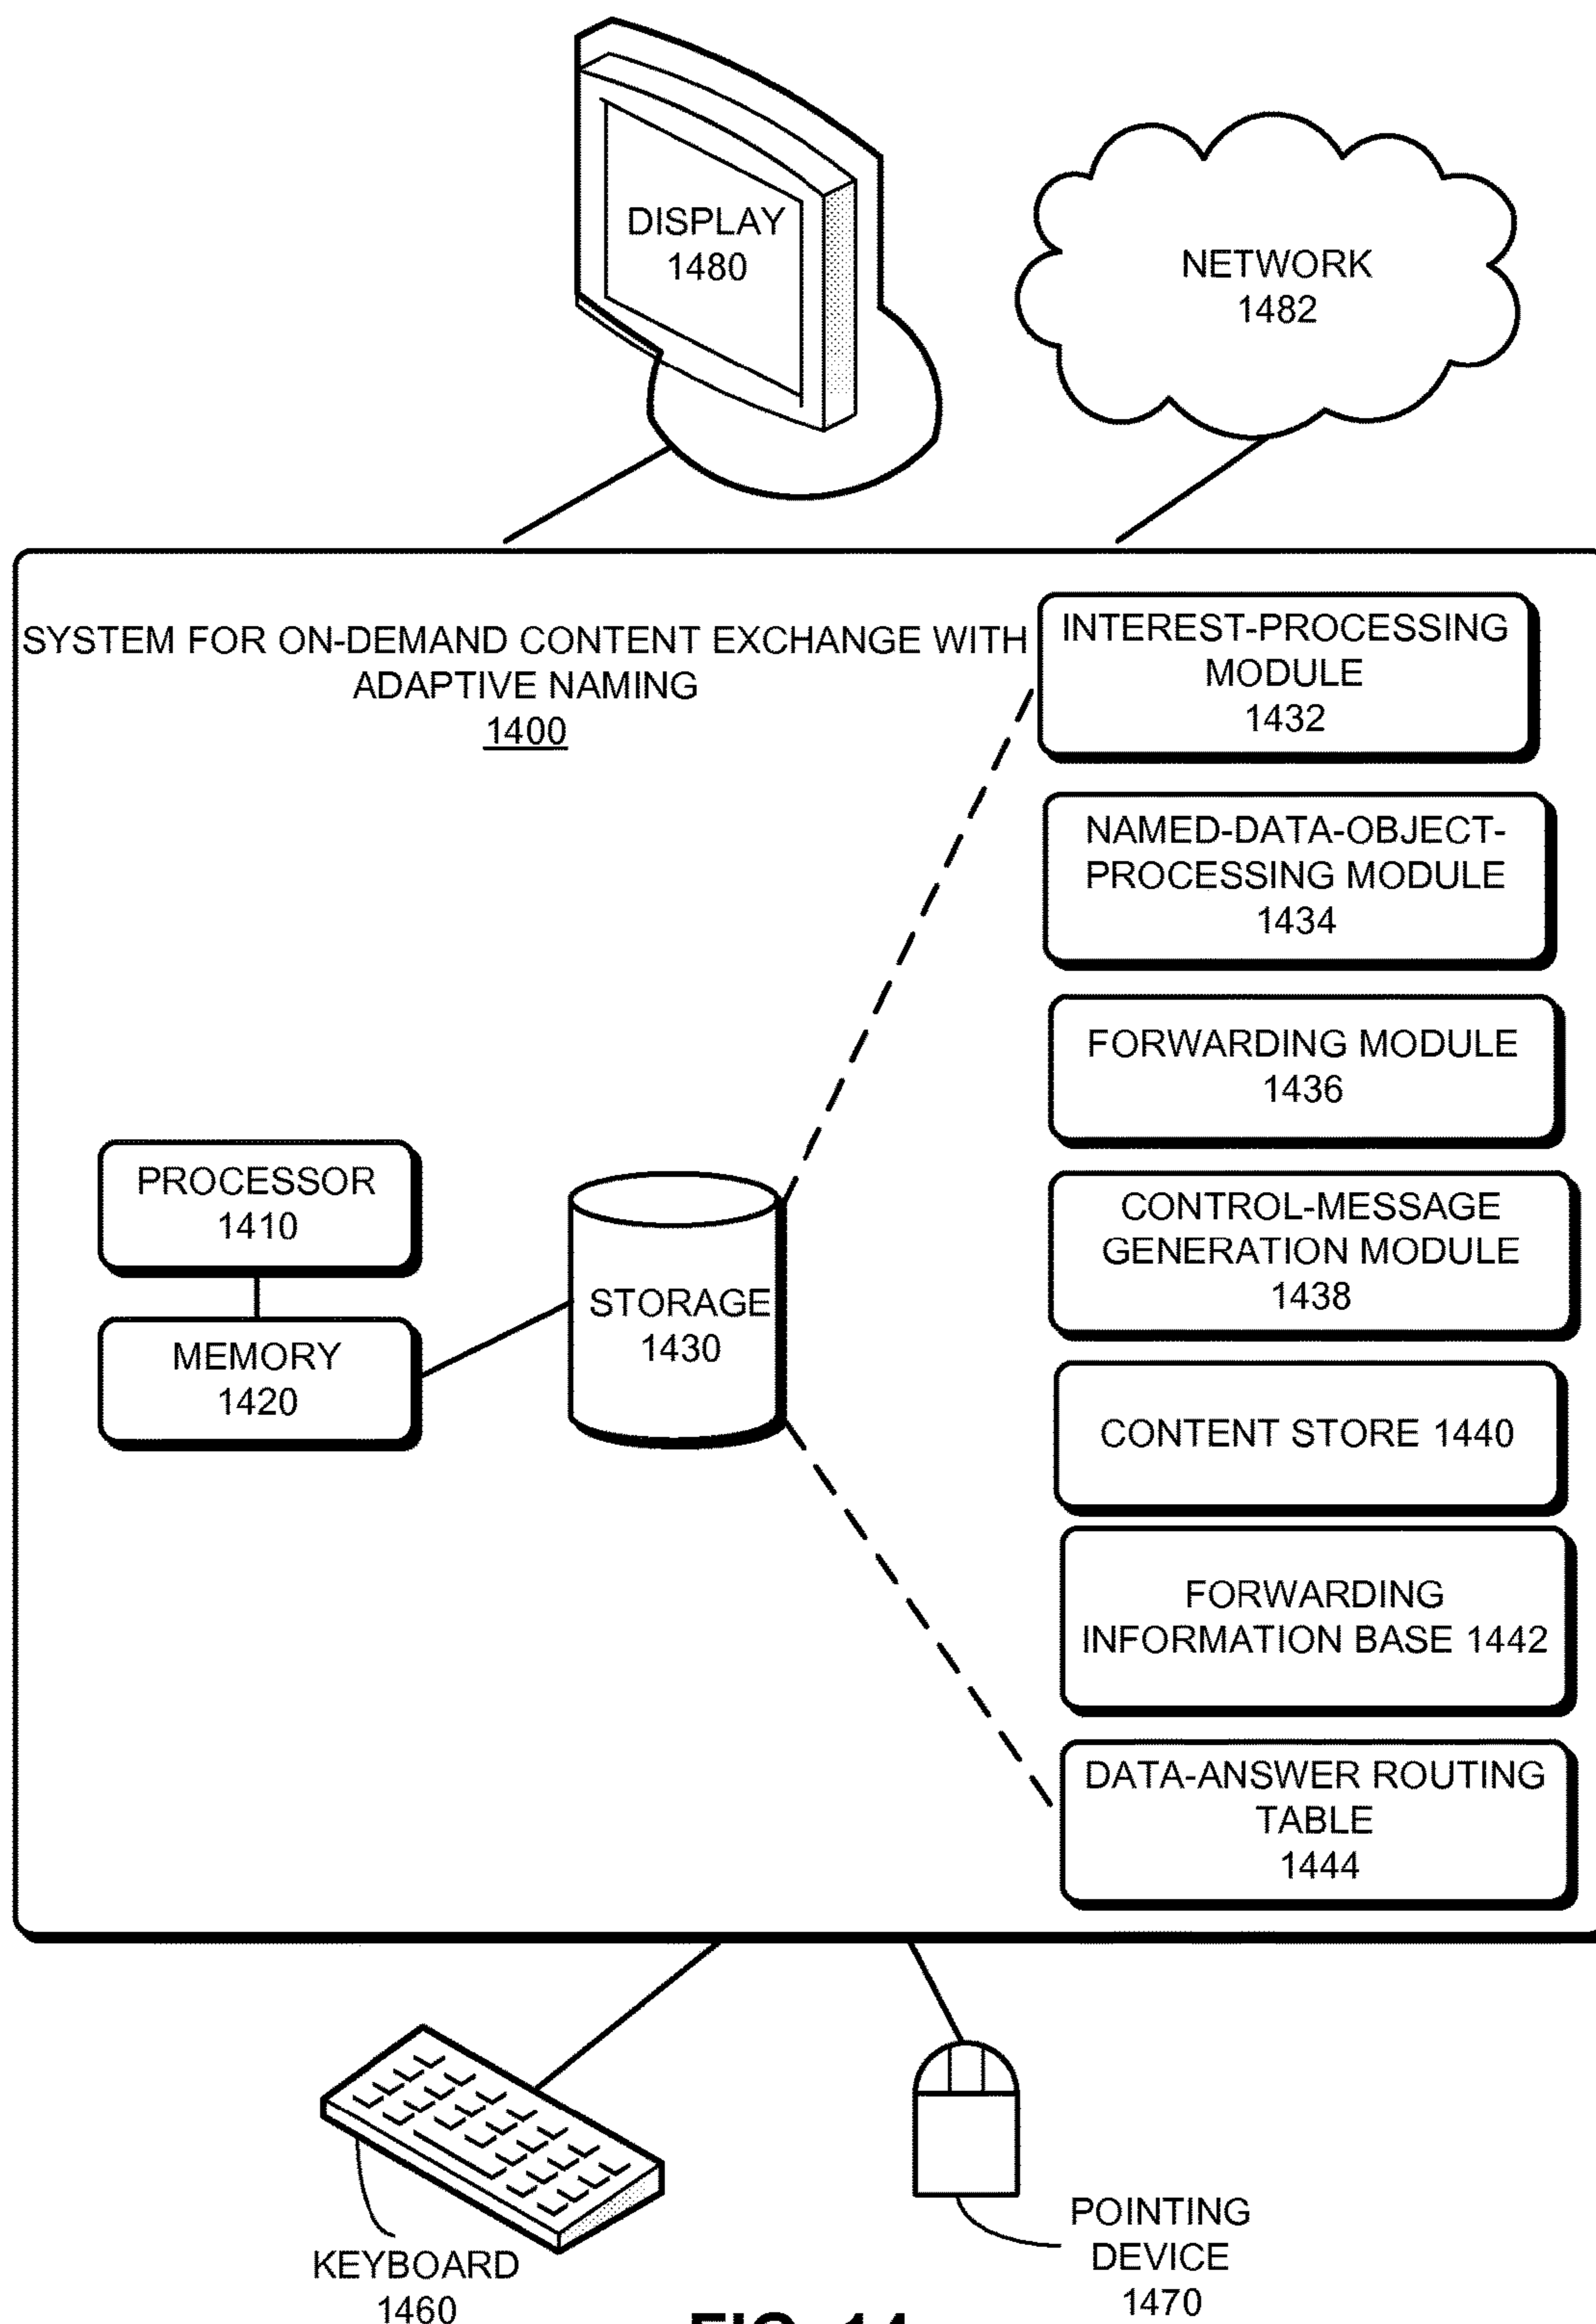 DISPLAY
1480
NETWORK
1482
SYSTEM FOR ON-DEMAND CONTENT EXCHANGE WITH
ADAPTIVE NAMING
1400
INTEREST-PROCESSING
MODULE
1432
NAMED-DATA-OBJECT-
PROCESSING MODULE
1434
FORWARDING MODULE
1436
CONTROL-MESSAGE
GENERATION MODULE
1438
PROCESSOR
1410
MEMORY
1420
STORAGE
1430
CONTENT STORE 1440
FORWARDING
INFORMATION BASE 1442
DATA-ANSWER ROUTING
TABLE
1444
KEYBOARD
1460
POINTING
DEVICE
1470
FIG. 14